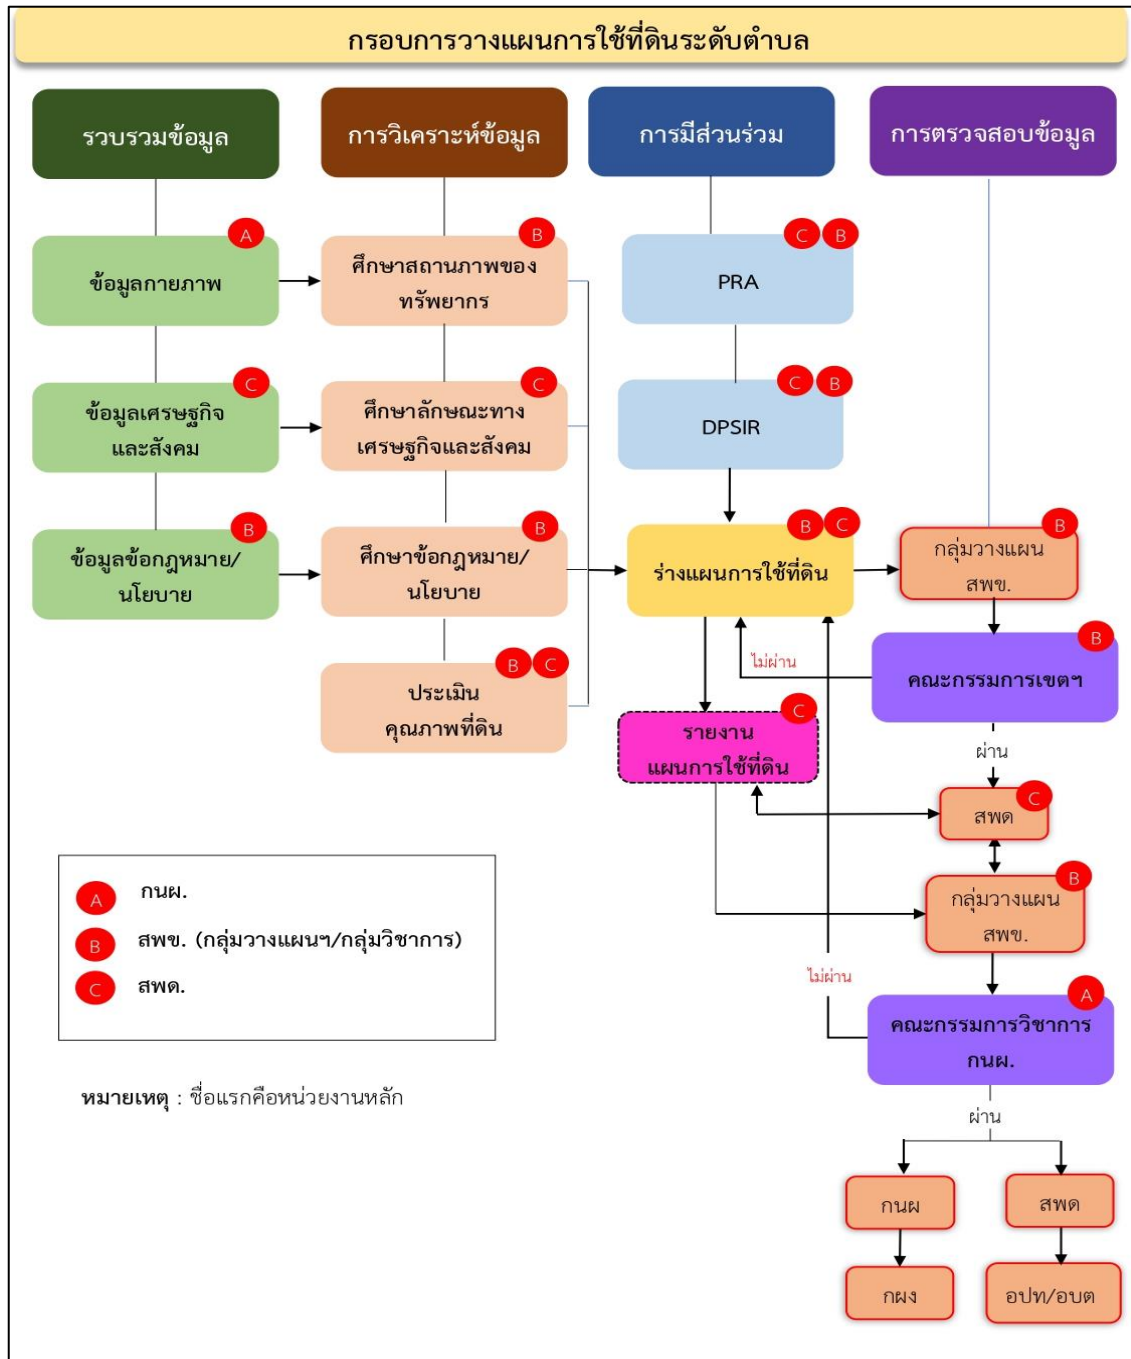 กรอบการวางแผนการใช้ที่ดินระดับตำบล
รวบรวมข้อมูล
การวิเคราะห์ข้อมูล
การมีส่วนร่วม
การตรวจสอบข้อมูล
A
ข้อมูลกายภาพ
B
ศึกษาสถานภาพของ
ทรัพยากร
C B
PRA
C
ข้อมูลเศรษฐกิจ
และสังคม
C
ศึกษาลักษณะทาง
เศรษฐกิจและสังคม
C B
DPSIR
B
ข้อมูลข้อกฎหมาย/
นโยบาย
B
ศึกษาข้อกฎหมาย/
นโยบาย
B C
ร่างแผนการใช้ที่ดิน
B
กลุ่มวางแผน
สพข.
B C
ประเมิน
คุณภาพที่ดิน
ไม่ผ่าน
B
คณะกรรมการเขตฯ
C
รายงาน
แผนการใช้ที่ดิน
ผ่าน
C
สพด
B
กลุ่มวางแผน
สพข.
A กนผ.
B สพข. (กลุ่มวางแผนฯ/กลุ่มวิชาการ)
C สพด.
ไม่ผ่าน
A
คณะกรรมการวิชาการ
กนผ.
หมายเหตุ : ชื่อแรกคือหน่วยงานหลัก
ผ่าน
กนผ
สพด
กผง
อปท/อบต